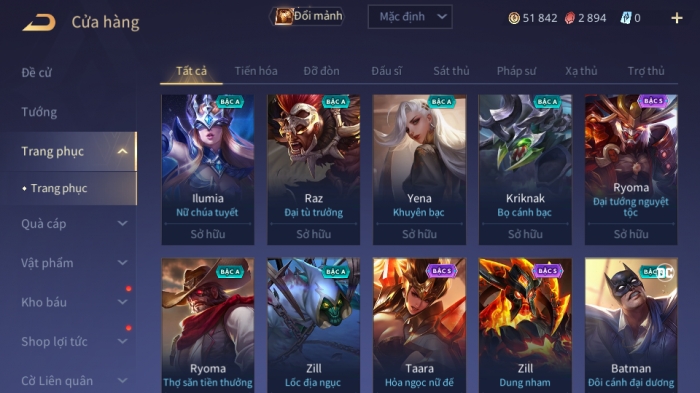 Cửa hàng
Đổi mảnh
Mặc định
51 842
2 894
0
Đề cử
Tướng
Trang phục
Trang phục
Quà cáp
Vật phẩm
Kho báu
Shop lợi tức
Cờ Liên quân
Tất cả
Tiến hóa
Đỡ đòn
Đấu sĩ
Sát thủ
Pháp sư
Xạ thủ
Trợ thủ
BẬC A
Ilumia
Nữ chúa tuyết
Sở hữu
BẬC A
Raz
Đại tù trưởng
Sở hữu
BẬC A
Yena
Khuyên bạc
Sở hữu
BẬC A
Kriknak
Bọ cánh bạc
Sở hữu
BẬC S
Ryoma
Đại tướng nguyệt
tộc
Sở hữu
BẬC A
Ryoma
Thợ săn tiền thưởng
BẬC A
Zill
Lốc địa ngục
BẬC S
Taara
Hỏa ngọc nữ đế
BẬC S
Zill
Dung nham
DC
Batman
Đôi cánh đại dương